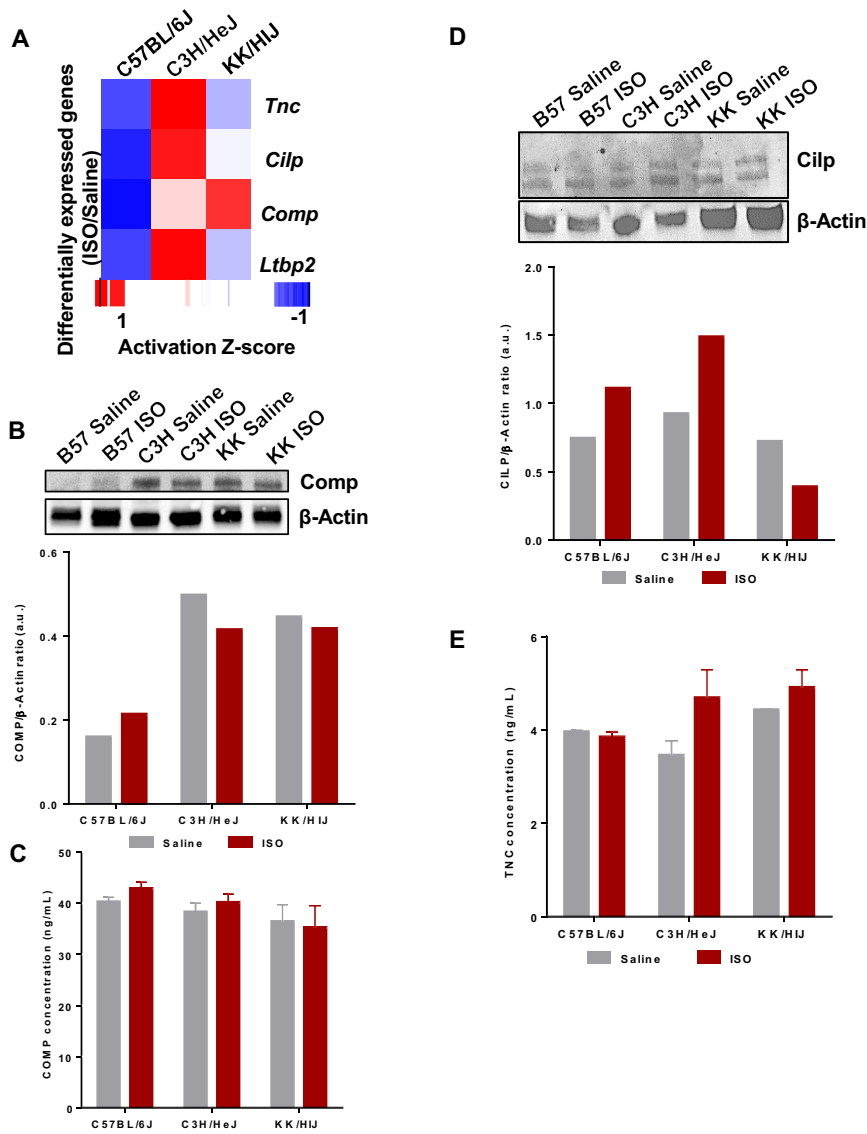 A
C57BL/6J
C3H/HeJ
KK/HIJ
Differentially expressed genes
(ISO/Saline)
Tnc
Cilp
Comp
Ltbp2
1
-1
Activation Z-score
B
B57 Saline
B57 ISO
C3H Saline
C3H ISO
KK Saline
KK ISO
Comp
β-Actin
COMP/β-Actin ratio (a.u.)
0.6
0.4
0.2
0.0
C57BL/6J
C3H/HeJ
KK/HIJ
Saline
ISO
C
COMP concentration (ng/mL)
50
40
30
20
10
0
C57BL/6J
C3H/HeJ
KK/HIJ
Saline
ISO
D
B57 Saline
B57 ISO
C3H Saline
C3H ISO
KK Saline
KK ISO
Cilp
β-Actin
CILP/β-Actin ratio (a.u.)
2.0
1.5
1.0
0.5
0.0
C57BL/6J
C3H/HeJ
KK/HIJ
Saline
ISO
E
TNC concentration (ng/mL)
6
4
2
0
C57BL/6J
C3H/HeJ
KK/HIJ
Saline
ISO